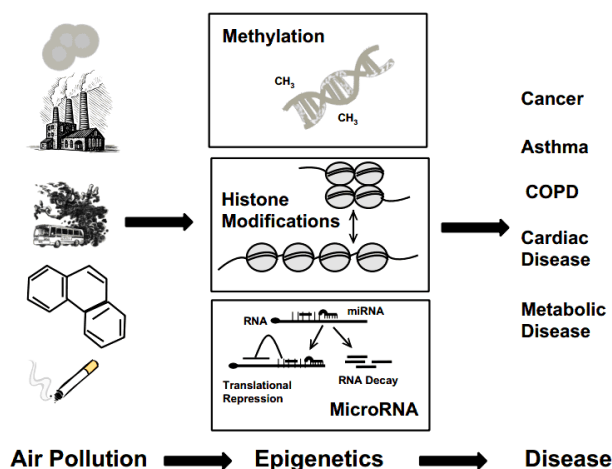 Methylation
CH3
CH3
Histone
Modifications
RNA
miRNA
Translational
Repression
RNA Decay
MicroRNA
Cancer
Asthma
COPD
Cardiac
Disease
Metabolic
Disease
Air Pollution
Epigenetics
Disease